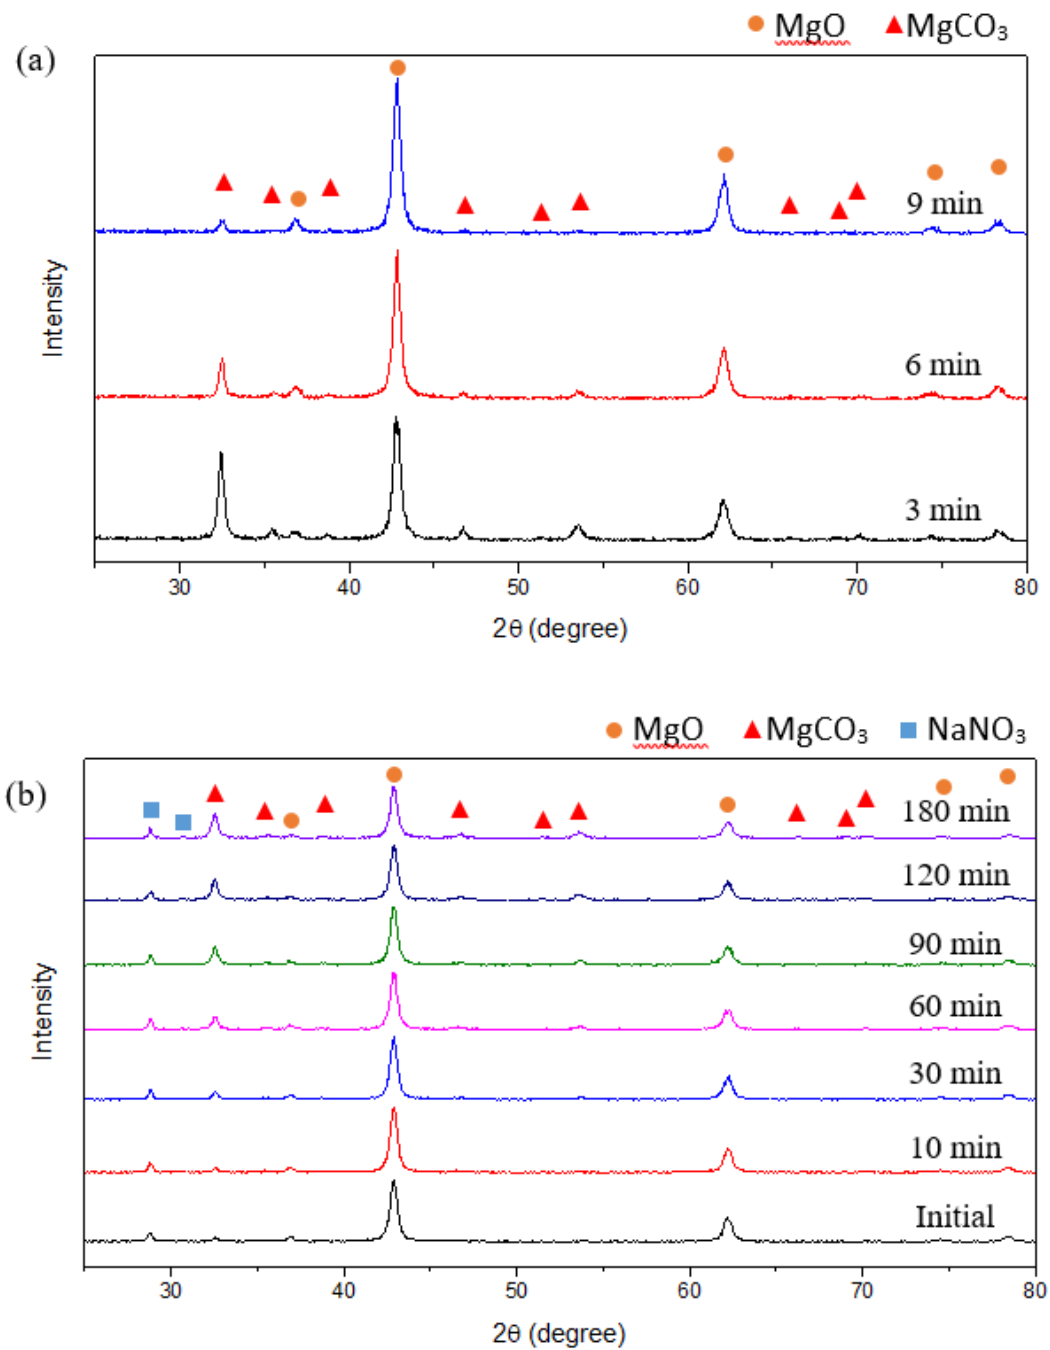 MgO MgCO₃
(a)
9 min
6 min
3 min
Intensity
30 40 50 60 70 80
2θ (degree)
MgO MgCO₃ NaNO₃
(b)
180 min
120 min
90 min
60 min
30 min
10 min
Initial
Intensity
30 40 50 60 70 80
2θ (degree)